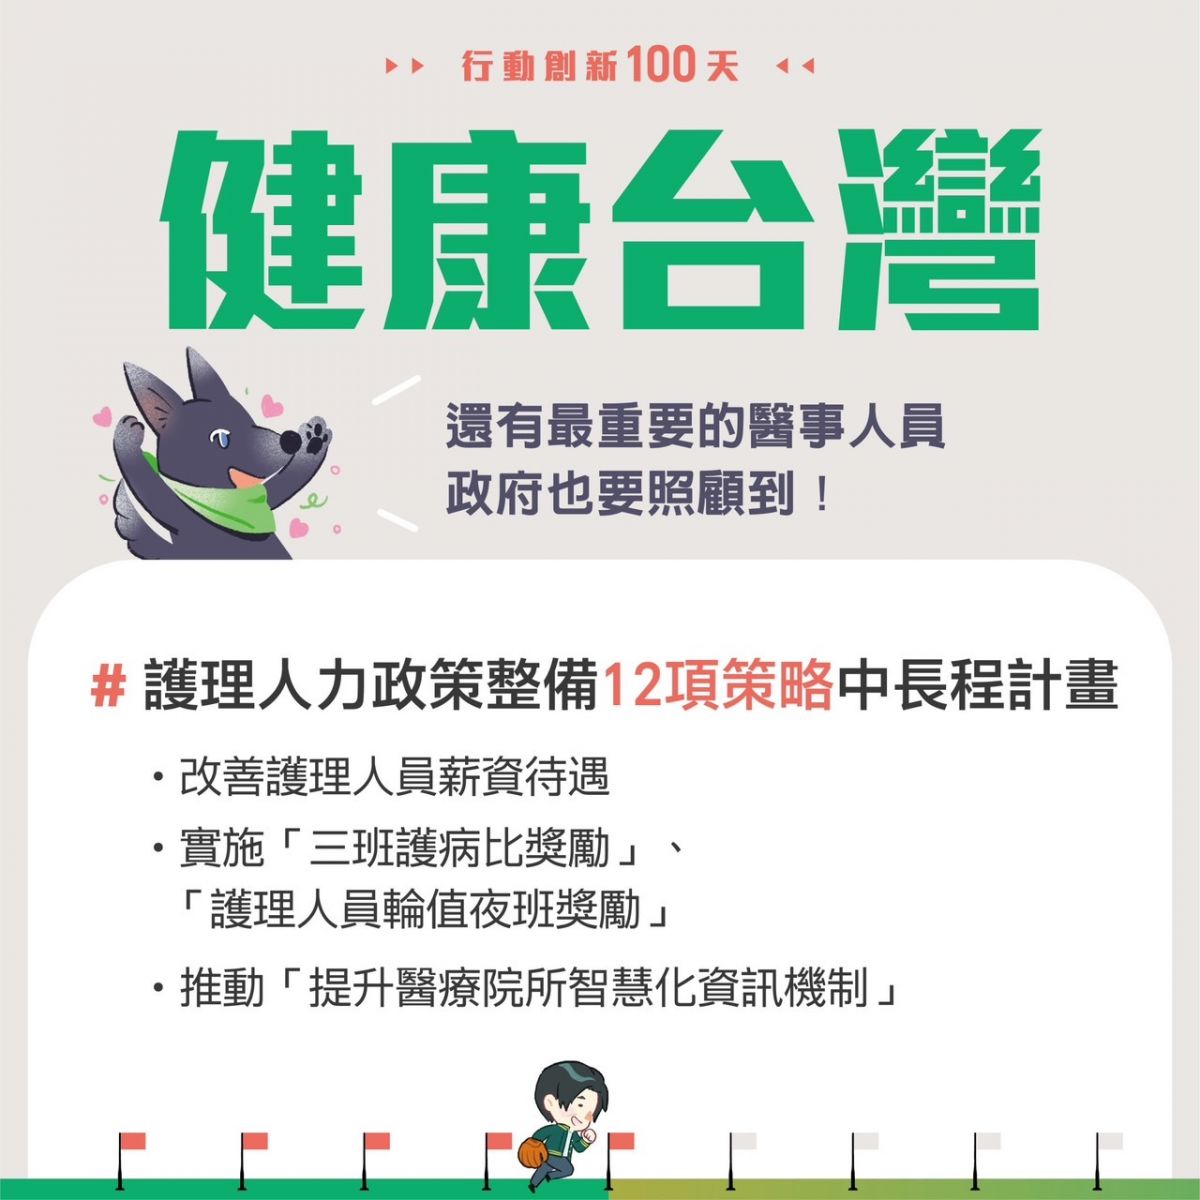 行動創新100天
健康台灣
還有最重要的醫事人員
政府也要照顧到！
# 護理人力政策整備12項策略中長程計畫
・改善護理人員薪資待遇
・實施「三班護病比獎勵」、
「護理人員輪值夜班獎勵」
・推動「提升醫療院所智慧化資訊機制」